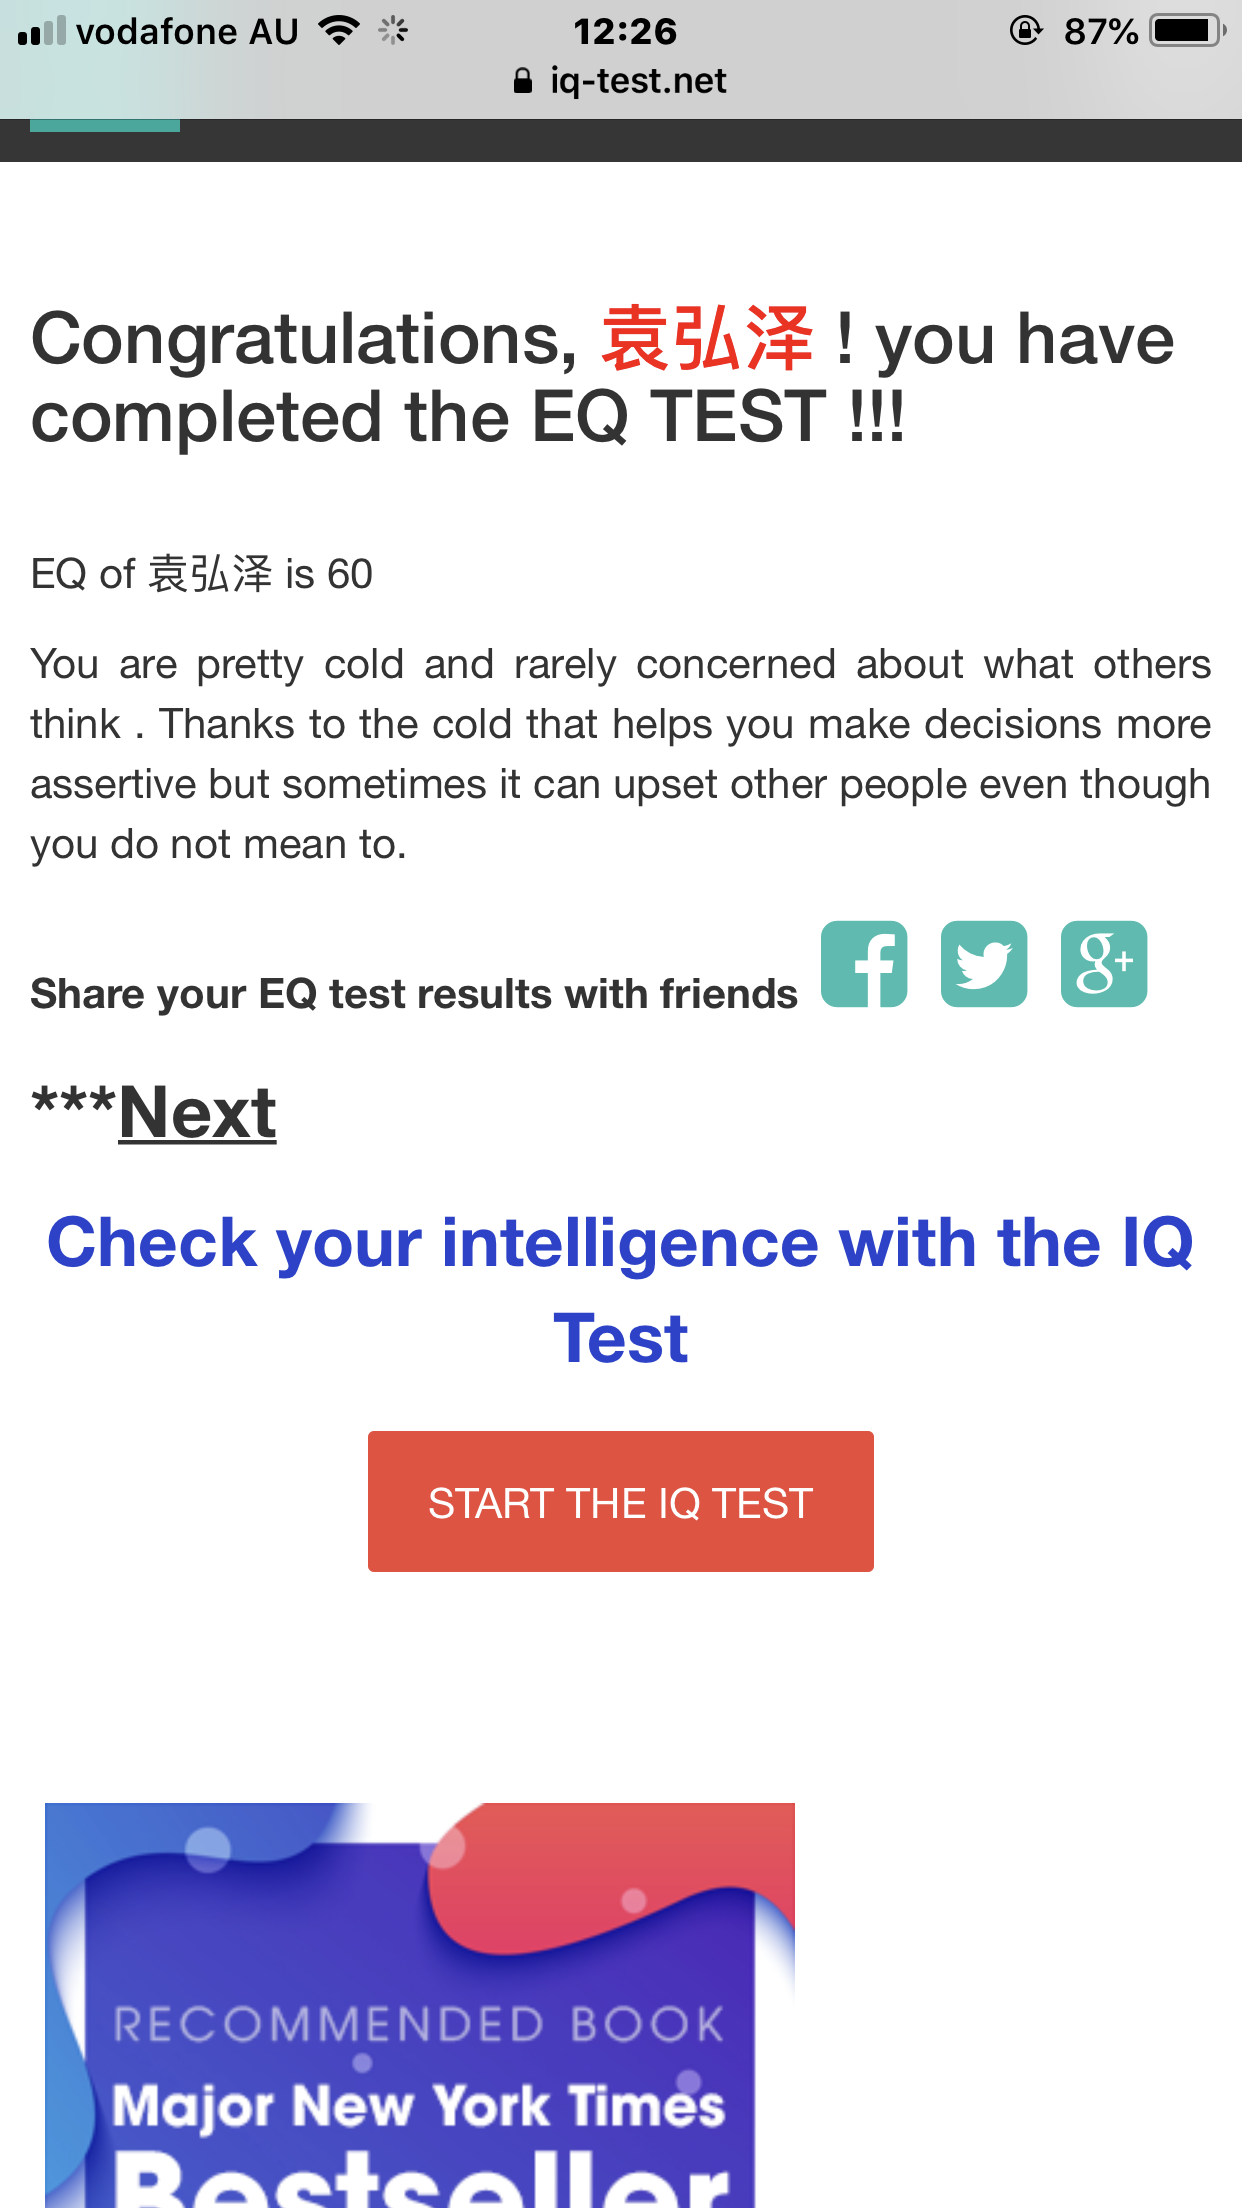 vodafone AU 12:26 87%
iq-test.net
Congratulations, 袁弘泽 ! you have
completed the EQ TEST !!!
EQ of 袁弘泽 is 60
You are pretty cold and rarely concerned about what others
think . Thanks to the cold that helps you make decisions more
assertive but sometimes it can upset other people even though
you do not mean to.
Share your EQ test results with friends
***Next
Check your intelligence with the IQ
Test
START THE IQ TEST
RECOMMENDED BOOK
Major New York Times
Bestseller